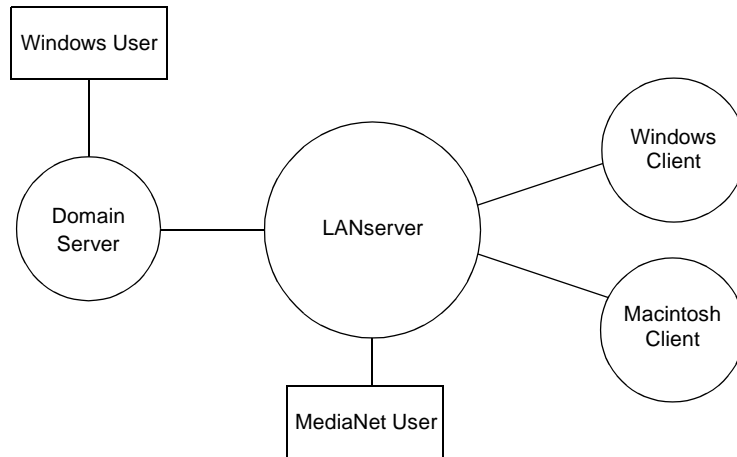 Windows User
Domain
Server
LANserver
Windows
Client
Macintosh
Client
MediaNet User